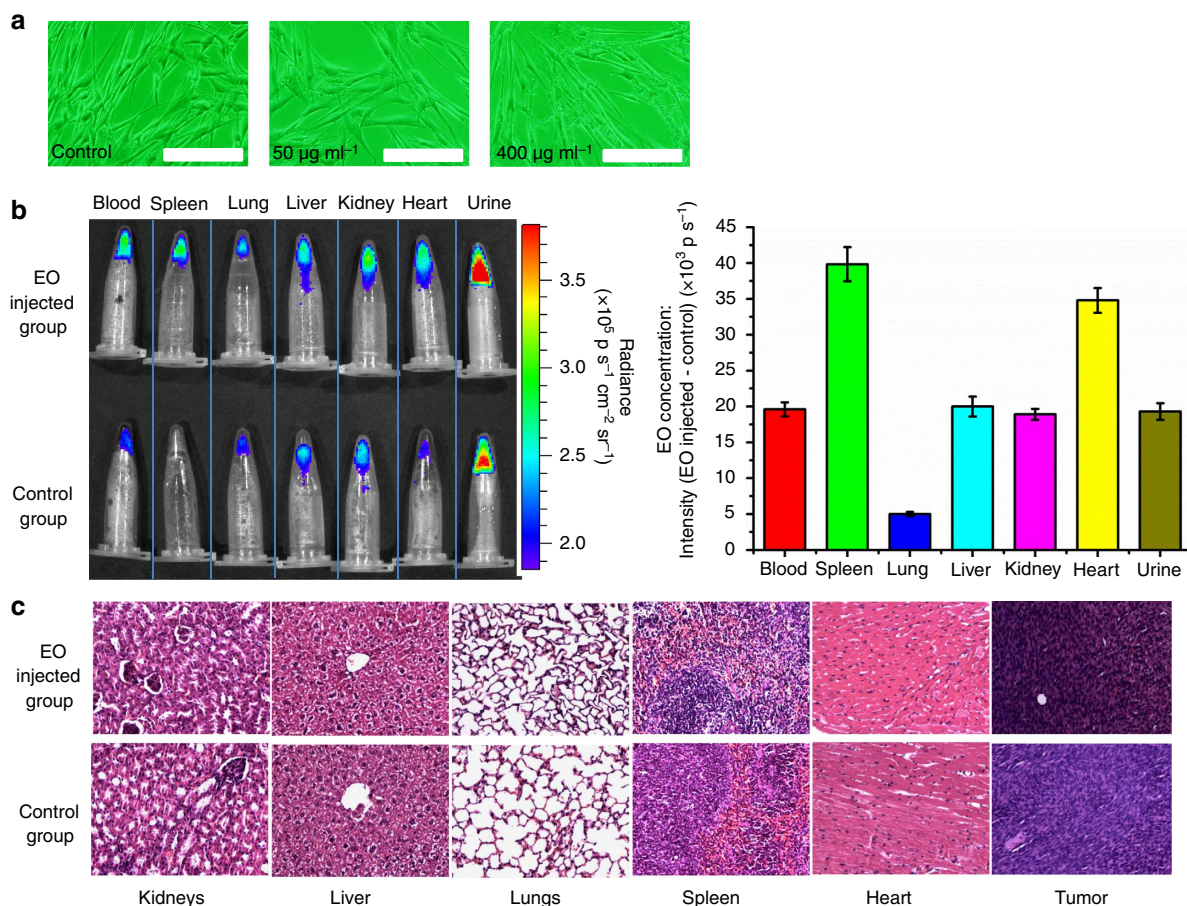 a
Control
50 µg ml⁻¹
400 µg ml⁻¹
b
Blood Spleen Lung Liver Kidney Heart Urine
EO
injected
group
Control
group
3.5
3.0
2.5
2.0
Radiance
(×10⁵ p s⁻¹ cm⁻² sr⁻¹)
EO concentration:
Intensity (EO injected - control) (×10³ p s⁻¹)
45
40
35
30
25
20
15
10
5
0
Blood Spleen Lung Liver Kidney Heart Urine
c
EO
injected
group
Control
group
Kidneys Liver Lungs Spleen Heart Tumor